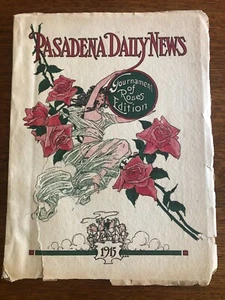 PASADENA DAILY NEWS
Tournament
of
Roses
Edition
1915